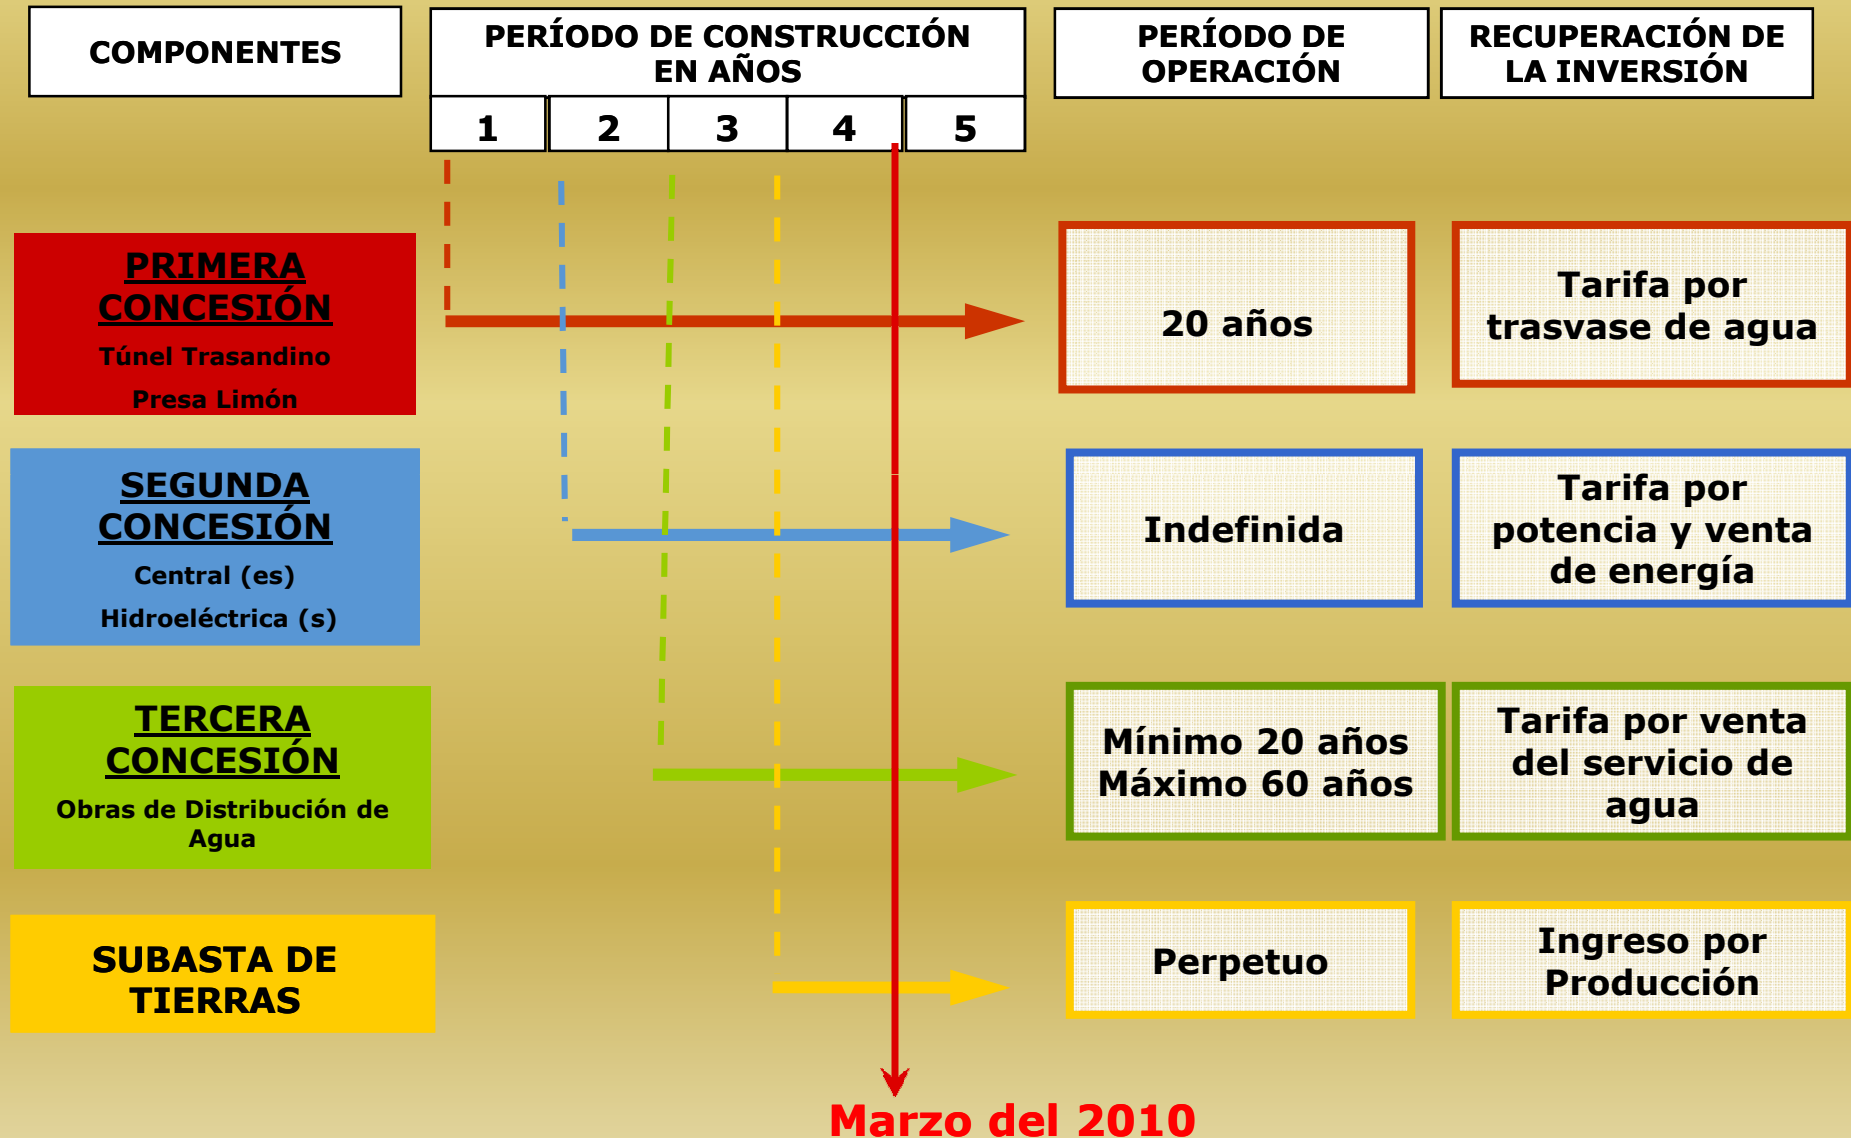 COMPONENTES
PERÍODO DE CONSTRUCCIÓN
EN AÑOS
PERÍODO DE
OPERACIÓN
RECUPERACIÓN DE
LA INVERSIÓN
1 2 3 4 5
PRIMERA
CONCESIÓN
Túnel Trasandino
Presa Limón
20 años
Tarifa por
trasvase de agua
SEGUNDA
CONCESIÓN
Central (es)
Hidroeléctrica (s)
Indefinida
Tarifa por
potencia y venta
de energía
TERCERA
CONCESIÓN
Obras de Distribución de
Agua
Mínimo 20 años
Máximo 60 años
Tarifa por venta
del servicio de
agua
SUBASTA DE
TIERRAS
Perpetuo
Ingreso por
Producción
Marzo del 2010